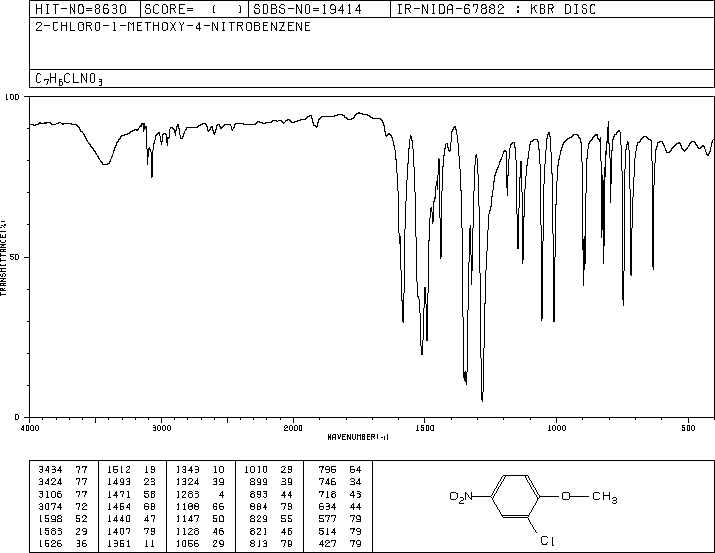 HIT-NO=8630 SCORE= ( ) SDBS-NO=19414 IR-NIDA-67882 : KBR DISC
2-CHLORO-1-METHOXY-4-NITROBENZENE
C7H6CLNO3
100
50
0
TRANSMITTANCE(%)
4000 3000 2000 1500 1000 500
WAVENUMBER(-1)
3434 77 1512 19 1343 10 1010 29 796 64
3424 77 1493 23 1324 39 899 39 746 34
3106 77 1471 58 1283 4 893 44 718 43
3074 72 1454 68 1188 66 884 79 634 44
1598 52 1440 47 1147 50 829 55 577 79
1583 29 1407 79 1128 46 821 46 514 79
1526 36 1351 11 1056 29 813 79 427 79
O2N O CH3
Cl